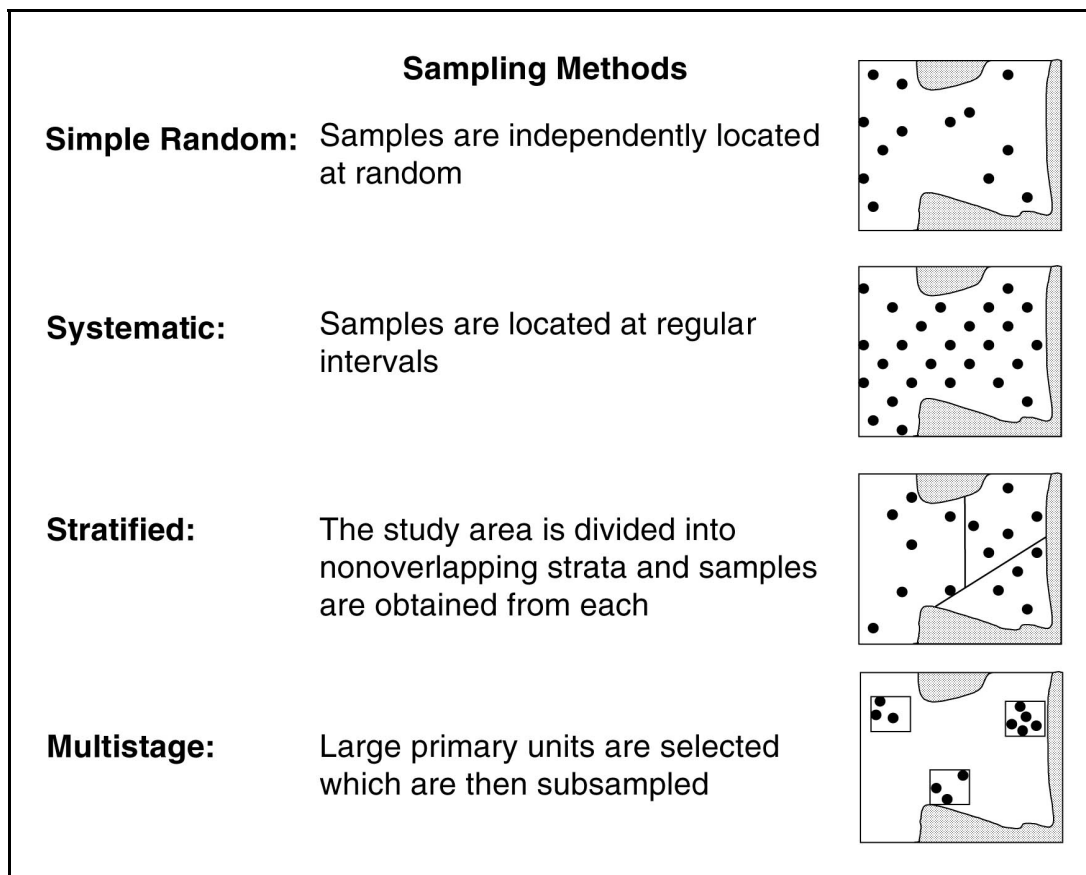 Sampling Methods
Simple Random: Samples are independently located
at random
Systematic: Samples are located at regular
intervals
Stratified: The study area is divided into
nonoverlapping strata and samples
are obtained from each
Multistage: Large primary units are selected
which are then subsampled